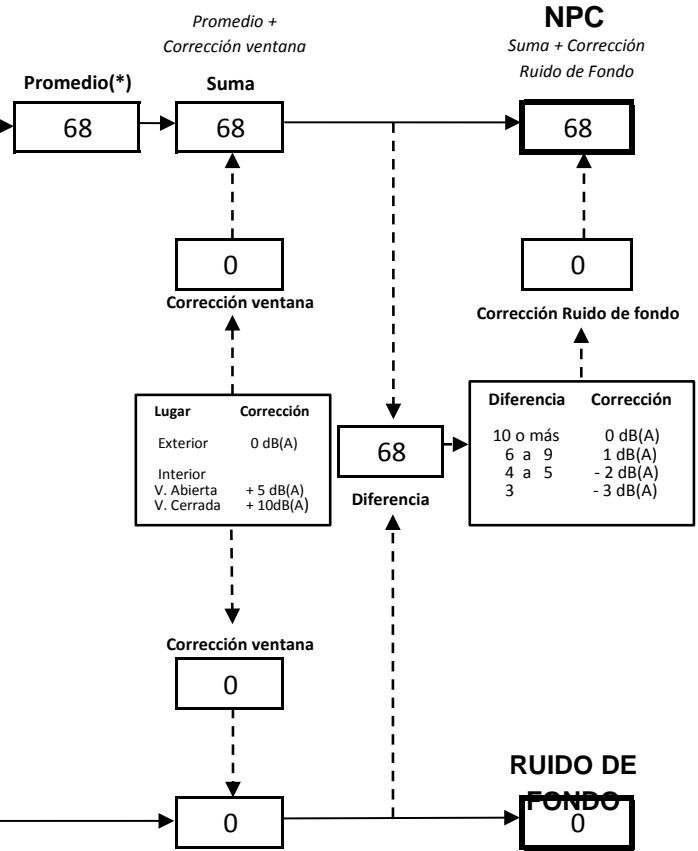 Promedio +
Corrección ventana
NPC
Suma + Corrección
Ruido de Fondo
Promedio(*)
Suma
68
68
68
0
0
Corrección ventana
Corrección Ruido de fondo
Lugar Corrección
Exterior 0 dB(A)
Interior
V. Abierta + 5 dB(A)
V. Cerrada + 10dB(A)
68
Diferencia
Diferencia Corrección
10 o más 0 dB(A)
6 a 9 1 dB(A)
4 a 5 - 2 dB(A)
3 - 3 dB(A)
Corrección ventana
0
RUIDO DE
FONDO
0
0